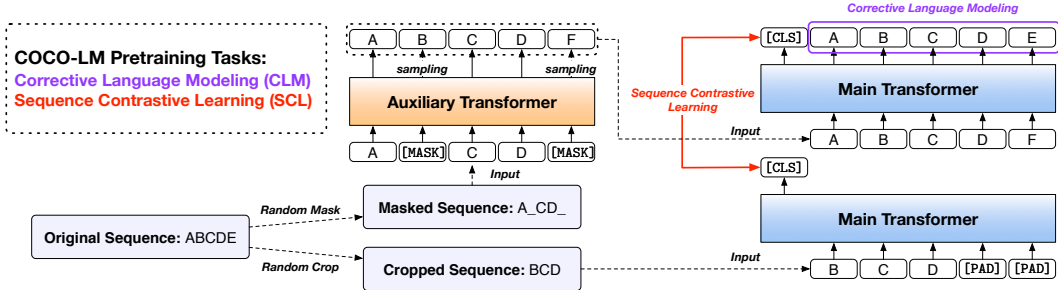 COCO-LM Pretraining Tasks:
Corrective Language Modeling (CLM)
Sequence Contrastive Learning (SCL)
A B C D F
sampling sampling
Auxiliary Transformer
A [MASK] C D [MASK]
Input
Original Sequence: ABCDE
Random Mask
Masked Sequence: A_CD_
Random Crop
Cropped Sequence: BCD
Corrective Language Modeling
[CLS] A B C D E
Main Transformer
Sequence Contrastive
Learning
Input
A B C D F
[CLS]
Main Transformer
Input
B C D [PAD] [PAD]